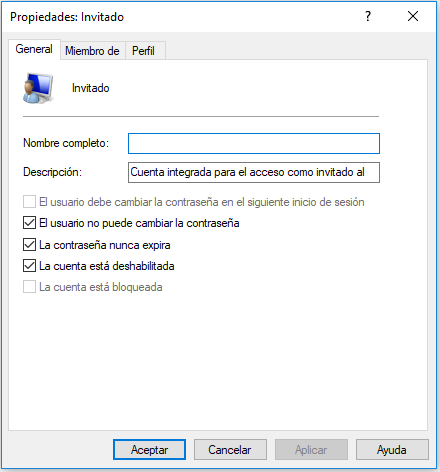 Propiedades: Invitado
?
General Miembro de Perfil
Invitado
Nombre completo:
Descripción: Cuenta integrada para el acceso como invitado al
El usuario debe cambiar la contraseña en el siguiente inicio de sesión
El usuario no puede cambiar la contraseña
La contraseña nunca expira
La cuenta está deshabilitada
La cuenta está bloqueada
Aceptar Cancelar Aplicar Ayuda